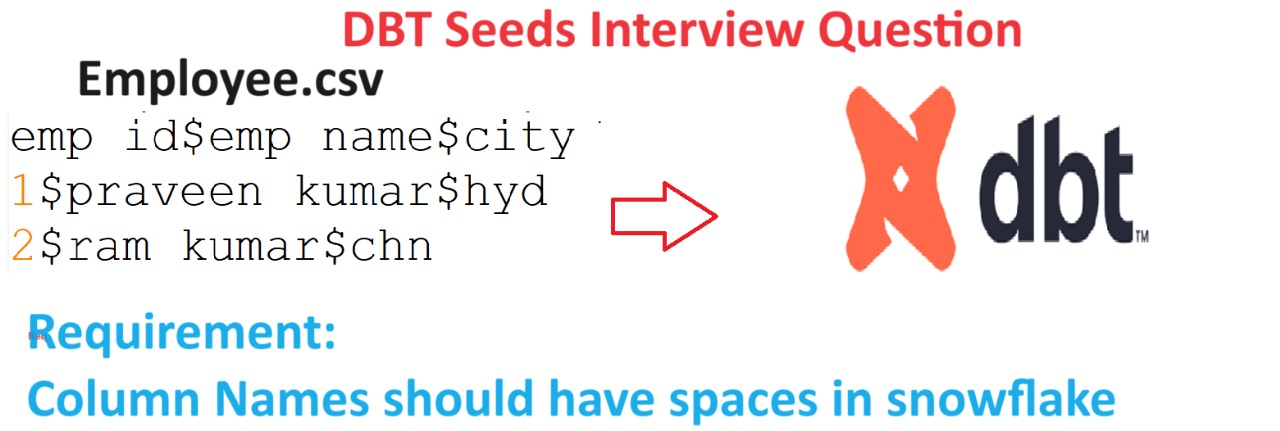 DBT Seeds Interview Question
Employee.csv
emp id$emp name$city
1$praveen kumar$hyd
2$ram kumar$chn
dbt
TM
Requirement:
Column Names should have spaces in snowflake